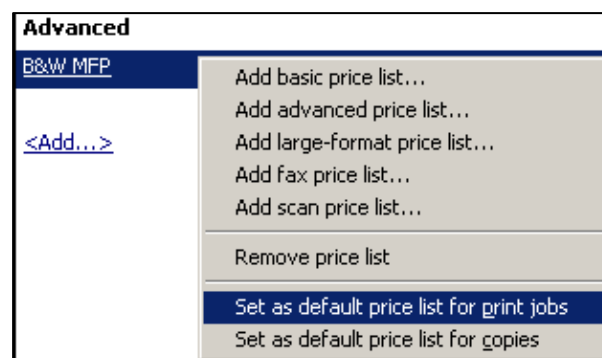 Advanced
B&W MFP
<Add...>
Add basic price list...
Add advanced price list...
Add large-format price list...
Add fax price list...
Add scan price list...
Remove price list
Set as default price list for print jobs
Set as default price list for copies